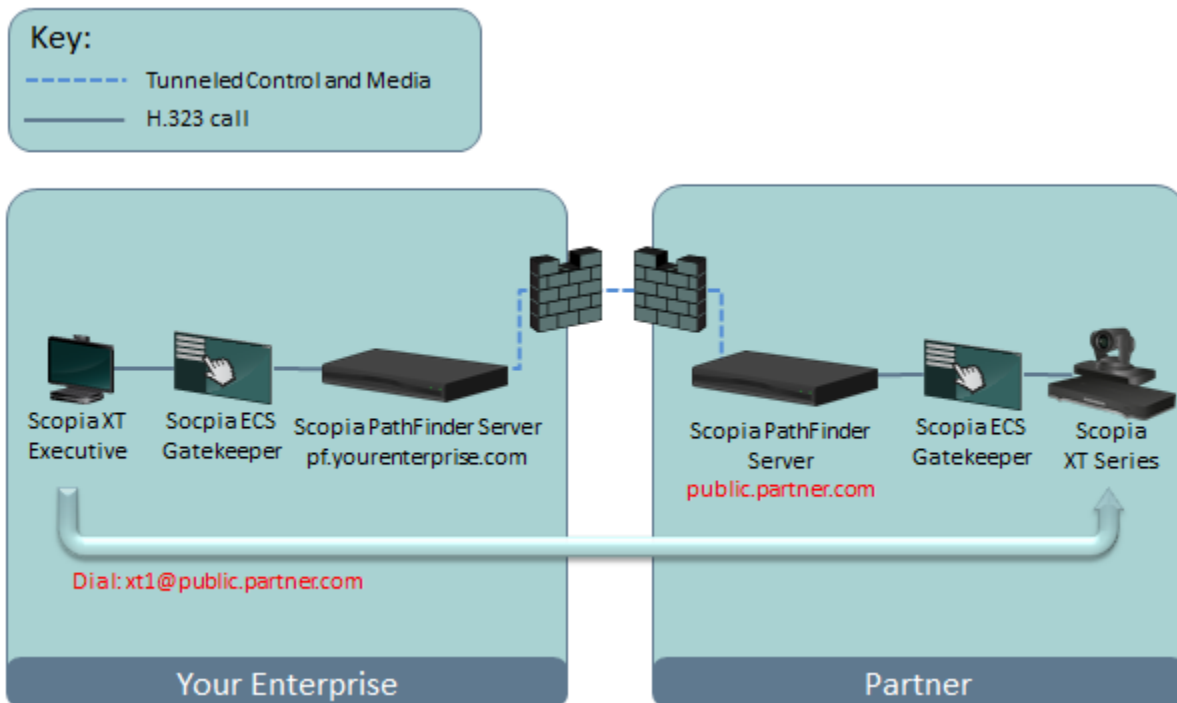 Key:
Tunneled Control and Media
H.323 call
Scopia XT
Executive
Socpia ECS
Gatekeeper
Scopia PathFinder Server
pf.yourenterprise.com
Scopia PathFinder
Server
public.partner.com
Scopia ECS
Gatekeeper
Scopia
XT Series
Dial: xt1@public.partner.com
Your Enterprise
Partner